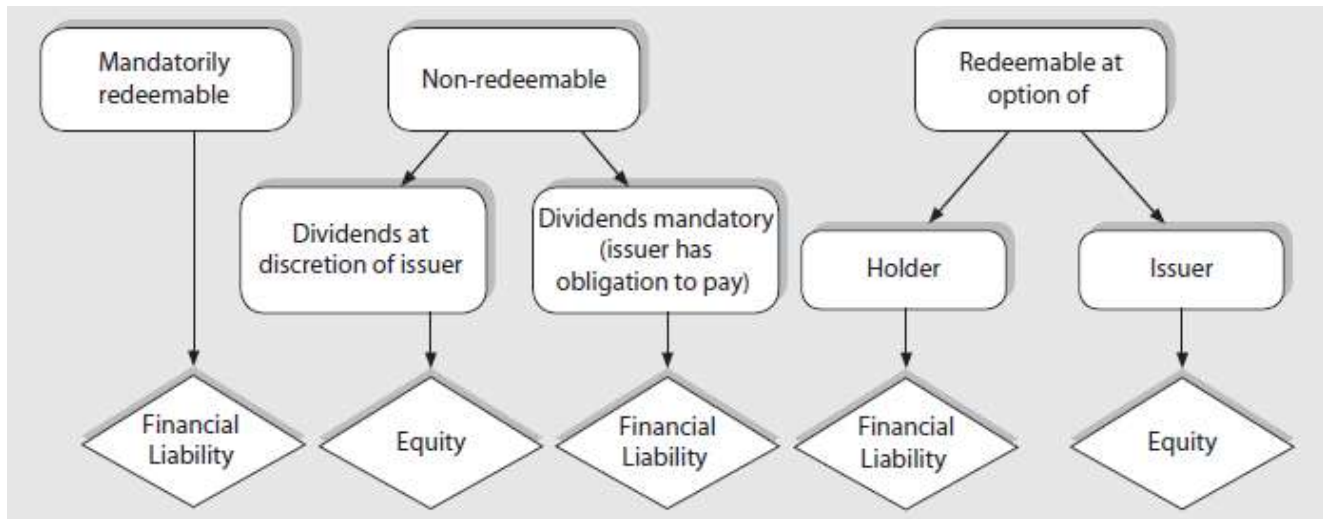 Mandatorily
redeemable
Non-redeemable
Redeemable at
option of
Dividends at
discretion of issuer
Dividends mandatory
(issuer has
obligation to pay)
Holder
Issuer
Financial
Liability
Equity
Financial
Liability
Financial
Liability
Equity